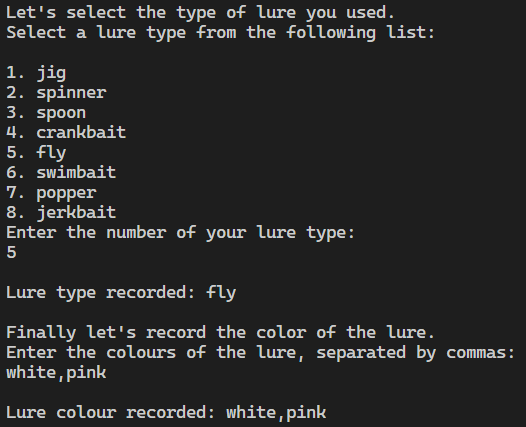 Let's select the type of lure you used.
Select a lure type from the following list:

1. jig
2. spinner
3. spoon
4. crankbait
5. fly
6. swimbait
7. popper
8. jerkbait
Enter the number of your lure type:
5

Lure type recorded: fly

Finally let's record the color of the lure.
Enter the colours of the lure, separated by commas:
white,pink

Lure colour recorded: white,pink